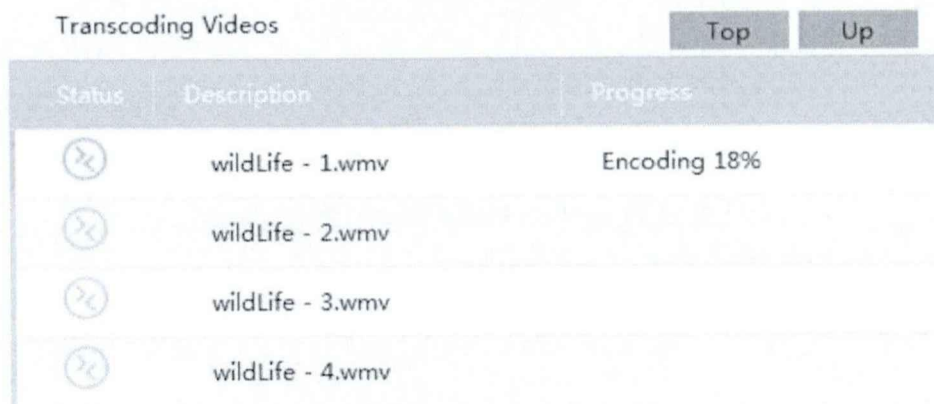 Transcoding Videos Top Up
Status Description Progress
wildLife - 1.wmv Encoding 18%
wildLife - 2.wmv
wildLife - 3.wmv
wildLife - 4.wmv